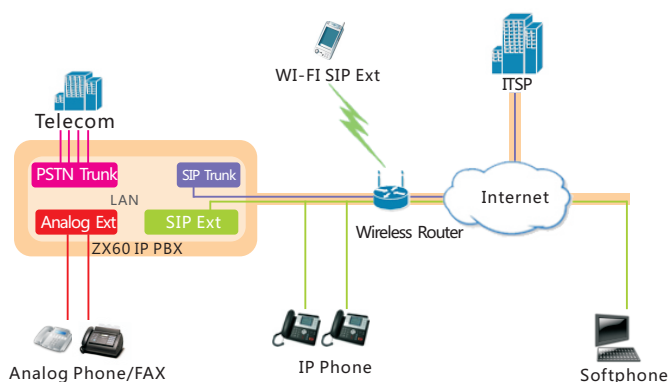 WI-FI SIP Ext
ITSP
Telecom
PSTN Trunk
SIP Trunk
LAN
Internet
Analog Ext
SIP Ext
Wireless Router
ZX60 IP PBX
Analog Phone/FAX
IP Phone
Softphone